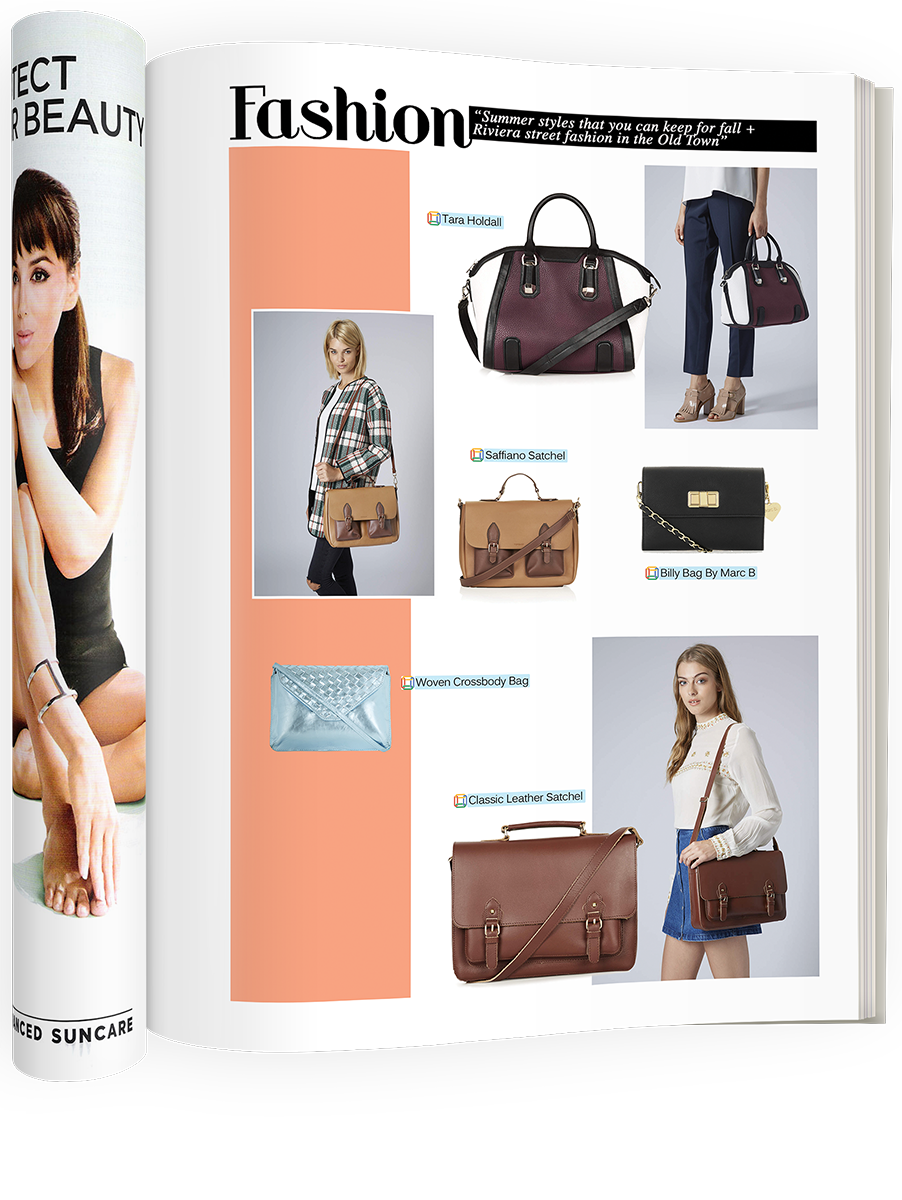 TECT
R BEAUTY
ANCED SUNCARE
Fashion
“Summer styles that you can keep for fall +
Riviera street fashion in the Old Town”
Tara Holdall
Saffiano Satchel
Billy Bag By Marc B
Woven Crossbody Bag
Classic Leather Satchel